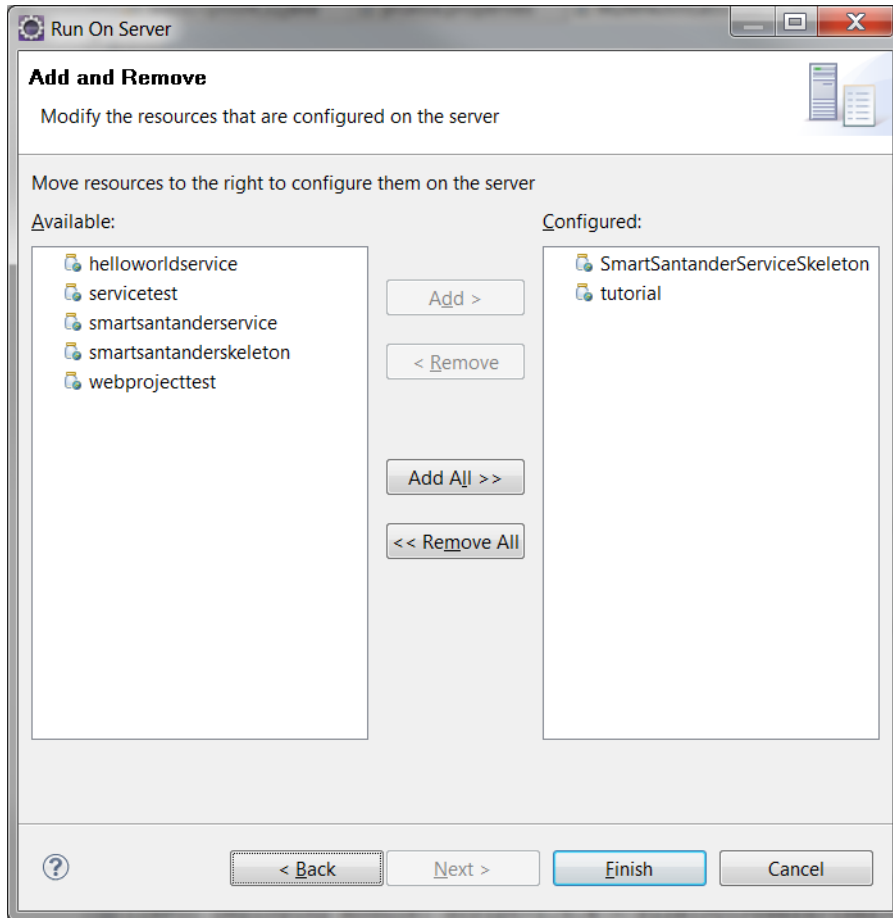 Run On Server
Add and Remove
Modify the resources that are configured on the server
Move resources to the right to configure them on the server
Available:
Configured:
helloworldservice
servicetest
smartsantanderservice
smartsantanderskeleton
webprojecttest
Add >
< Remove
Add All >>
<< Remove All
SmartSantanderServiceSkeleton
tutorial
?
< Back
Next >
Finish
Cancel